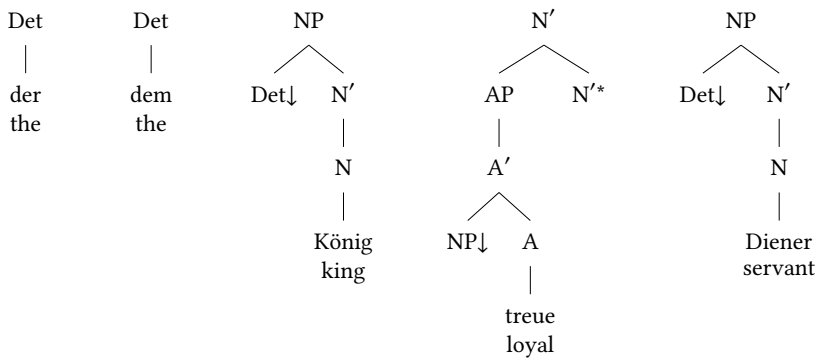 Det Det NP N′ NP
der dem Det↓ N′ AP N′* Det↓ N′
the the
N A′ N
König NP↓ A Diener
king servant
treue
loyal